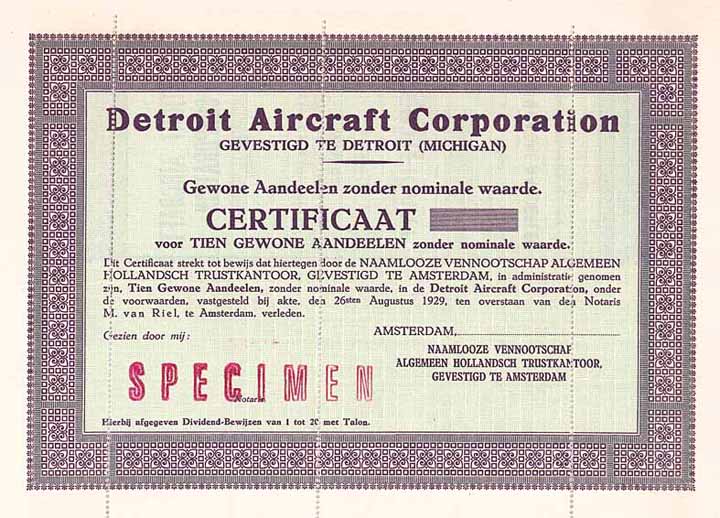 Detroit Aircraft Corporation
GEVESTIGD TE DETROIT (MICHIGAN)
Gewone Aandeelen zonder nominale waarde.
CERTIFICAAT
voor TIEN GEWONE AANDEELEN zonder nominale waarde.
Dit Certificaat strekt tot bewijs dat hiertegen door de NAAMLOOZE VENNOOTSCHAP ALGEMEEN
HOLLANDSCH TRUSTKANTOOR, GEVESTIGD TE AMSTERDAM, in administratie genomen
zijn, Tien Gewone Aandeelen, zonder nominale waarde, in de Detroit Aircraft Corporation, onder
de voorwaarden, vastgesteld bij akte, den 26sten Augustus 1929, ten overstaan van den Notaris
M. van Riel, te Amsterdam, verleden.
Gezien door mij:
AMSTERDAM,
NAAMLOOZE VENNOOTSCHAP
ALGEMEEN HOLLANDSCH TRUSTKANTOOR,
GEVESTIGD TE AMSTERDAM
SPECIMEN
Notaris
Hierbij afgegeven Dividend-Bewijzen van 1 tot 20 met Talon.